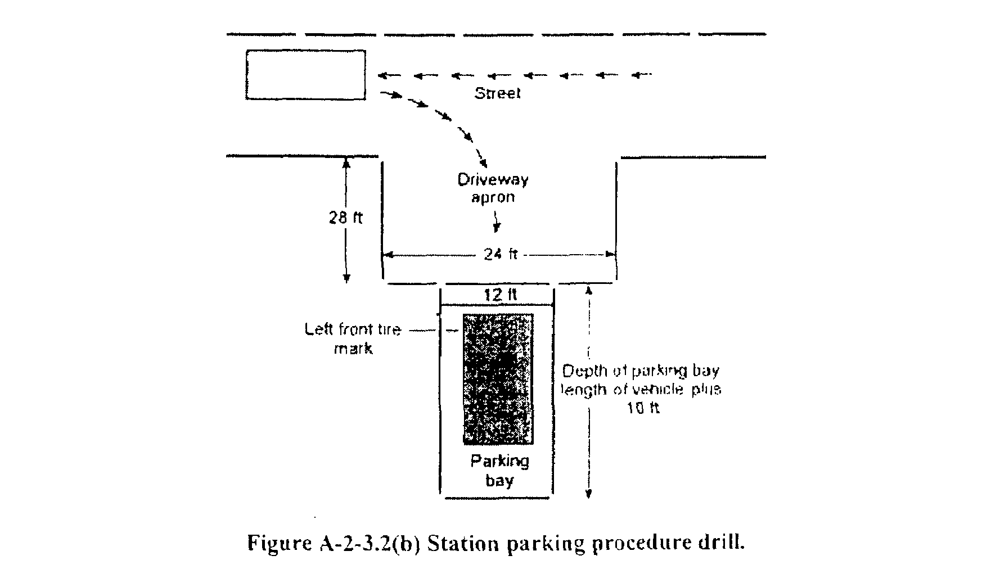 Street
Driveway
apron
28 ft
24 ft
12 ft
Left front tire
mark
Depth of parking bay
length of vehicle plus
10 ft
Parking
bay
Figure A-2-3.2(b) Station parking procedure drill.